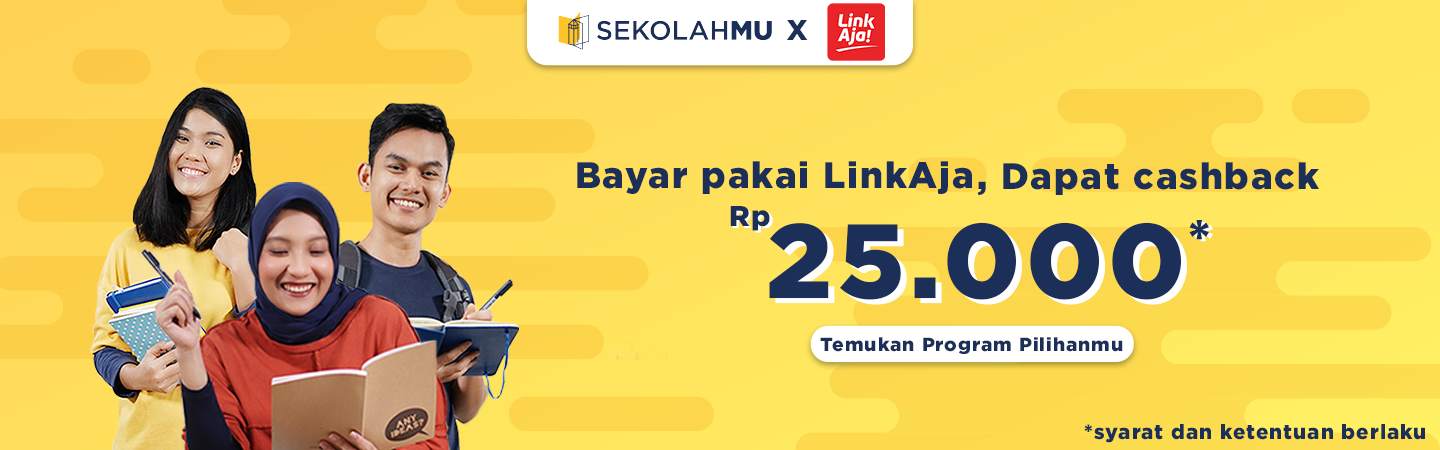 SEKOLAHMU X Link Aja!
Bayar pakai LinkAja, Dapat cashback
Rp 25.000*
Temukan Program Pilihanmu
ANY IDEAS?
*syarat dan ketentuan berlaku